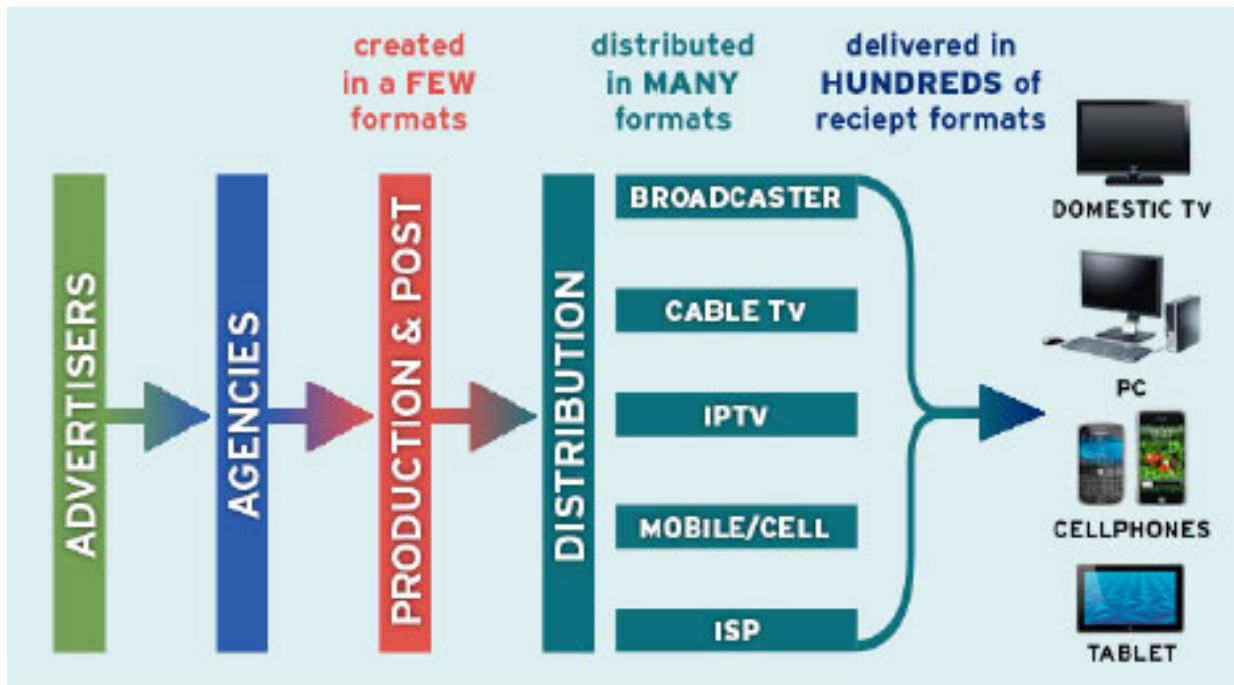 created
in a FEW
formats
distributed
in MANY
formats
delivered in
HUNDREDS of
reciept formats
ADVERTISERS
AGENCIES
PRODUCTION & POST
DISTRIBUTION
BROADCASTER
CABLE TV
IPTV
MOBILE/CELL
ISP
DOMESTIC TV
PC
CELLPHONES
TABLET